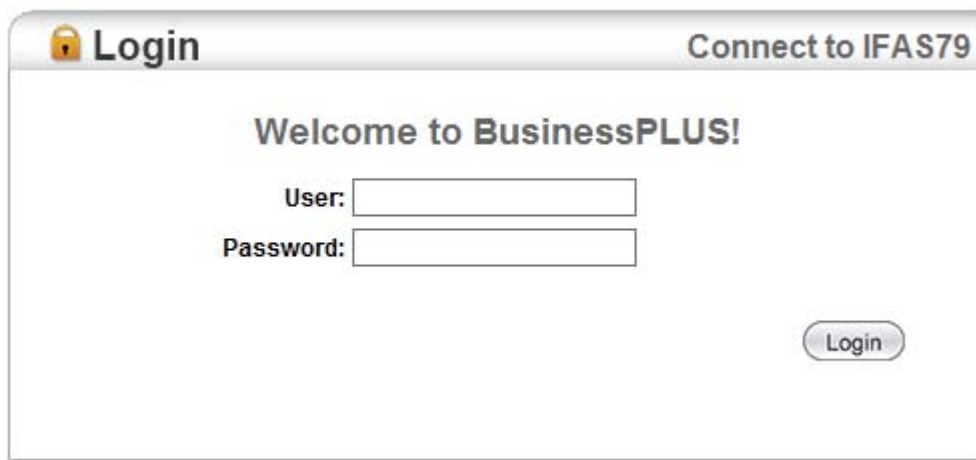 Login Connect to IFAS79
Welcome to BusinessPLUS!
User:
Password:
Login